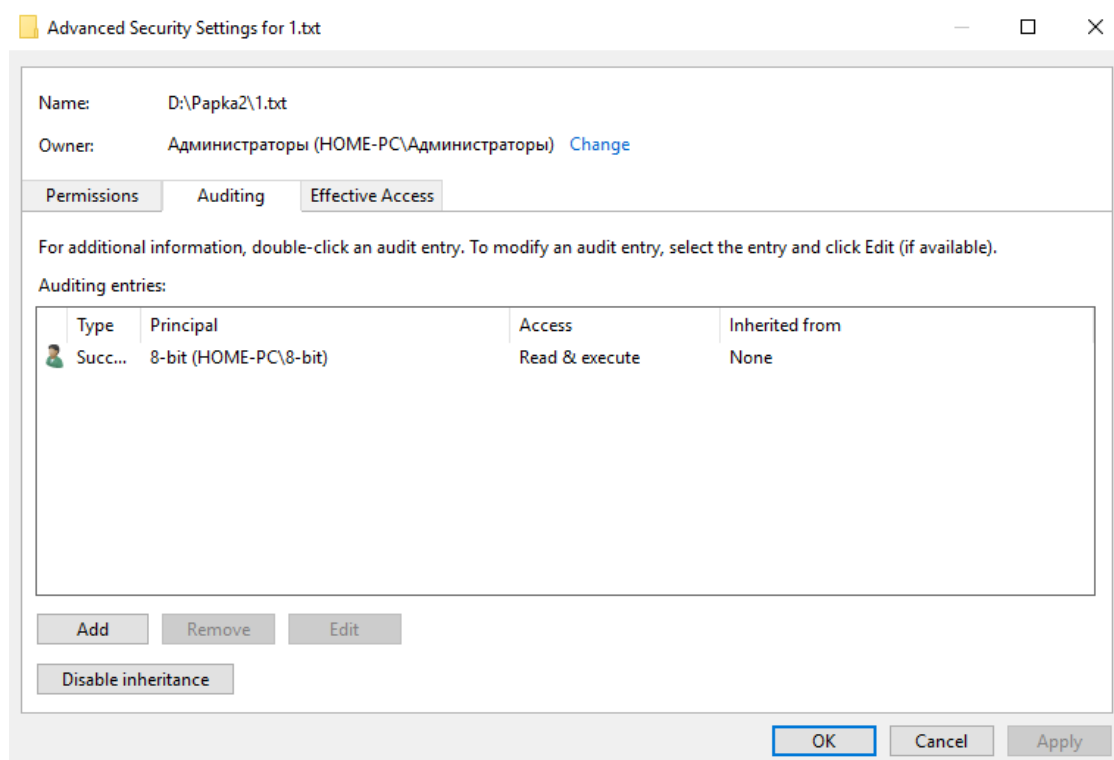 Advanced Security Settings for 1.txt
Name: D:\Papka2\1.txt
Owner: Администраторы (HOME-PC\Администраторы) Change
Permissions Auditing Effective Access
For additional information, double-click an audit entry. To modify an audit entry, select the entry and click Edit (if available).
Auditing entries:
Type Principal Access Inherited from
Succ... 8-bit (HOME-PC\8-bit) Read & execute None
Add Remove Edit
Disable inheritance
OK Cancel Apply